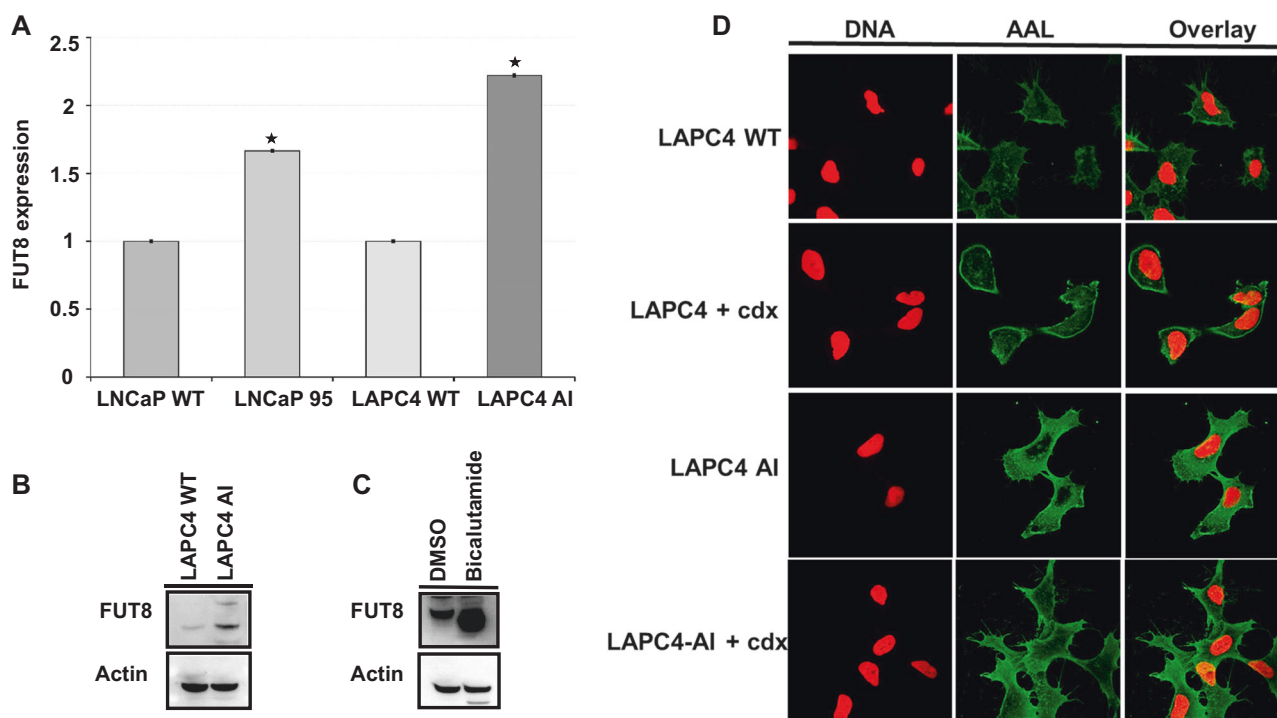 A
FUT8 expression
2.5
2
1.5
1
0.5
0
★
★
LNCaP WT
LNCaP 95
LAPC4 WT
LAPC4 AI
B
LAPC4 WT
LAPC4 AI
FUT8
Actin
C
DMSO
Bicalutamide
FUT8
Actin
D
DNA
AAL
Overlay
LAPC4 WT
LAPC4 + cdx
LAPC4 AI
LAPC4-AI + cdx